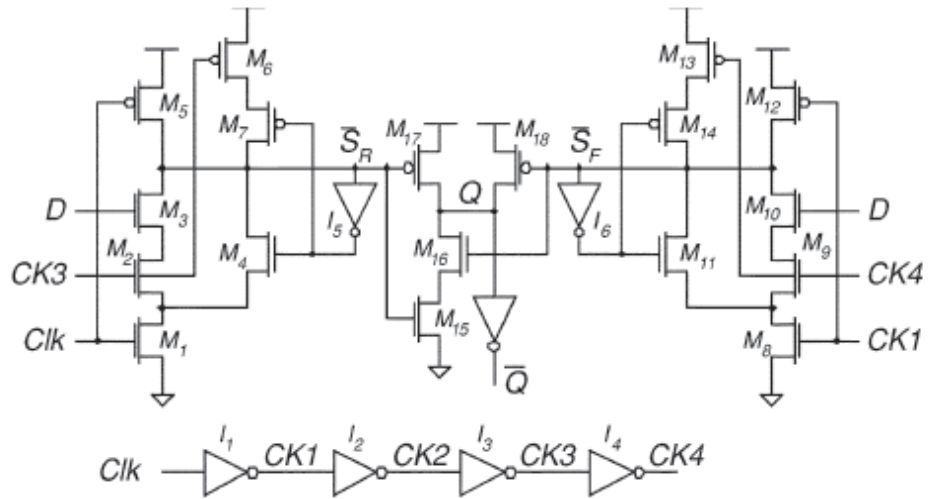 M13
M6
M5
M12
M7
M17
M18
M14
S̅R
S̅F
Q
D
M3
M10
D
I5
I6
M2
M4
M16
M11
M9
CK3
CK4
Clk
M1
M15
M8
CK1
Q̅
I1
I2
I3
I4
Clk
CK1
CK2
CK3
CK4